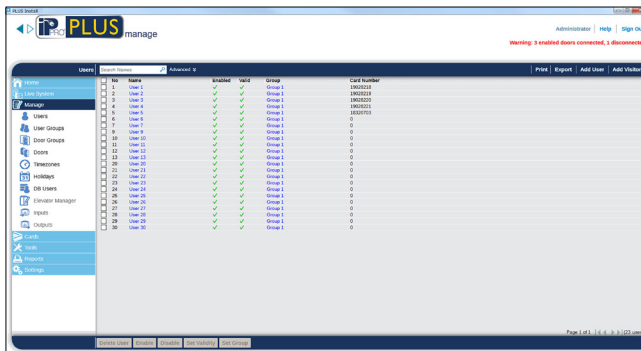 PLUS Install
iPRO PLUS manage
Administrator | Help | Sign Ou
Warning: 3 enabled doors connected, 1 disconnecte
Users Search Names Advanced Print | Export | Add User | Add Visitor
Home
Live System
Manage
Users
User Groups
Door Groups
Doors
Timezones
Holidays
DB Users
Elevator Manager
Inputs
Outputs
Cards
Tools
Reports
Settings
No Name Enabled Valid Group Card Number
1 User 1 ✓ ✓ Group 1 19028218
2 User 2 ✓ ✓ Group 1 19028219
3 User 3 ✓ ✓ Group 1 19028220
4 User 4 ✓ ✓ Group 1 19028221
5 User 5 ✓ ✓ Group 1 18320703
6 User 6 ✓ ✓ Group 1 0
7 User 7 ✓ ✓ Group 1 0
9 User 9 ✓ ✓ Group 1 0
10 User 10 ✓ ✓ Group 1 0
11 User 11 ✓ ✓ Group 1 0
12 User 12 ✓ ✓ Group 1 0
13 User 13 ✓ ✓ Group 1 0
20 User 20 ✓ ✓ Group 1 0
21 User 21 ✓ ✓ Group 1 0
22 User 22 ✓ ✓ Group 1 0
23 User 23 ✓ ✓ Group 1 0
24 User 24 ✓ ✓ Group 1 0
25 User 25 ✓ ✓ Group 1 0
26 User 26 ✓ ✓ Group 1 0
27 User 27 ✓ ✓ Group 1 0
28 User 28 ✓ ✓ Group 1 0
29 User 29 ✓ ✓ Group 1 0
30 User 30 ✓ ✓ Group 1 0
Page 1 of 1 (23 user
Delete User Enable Disable Set Validity Set Group